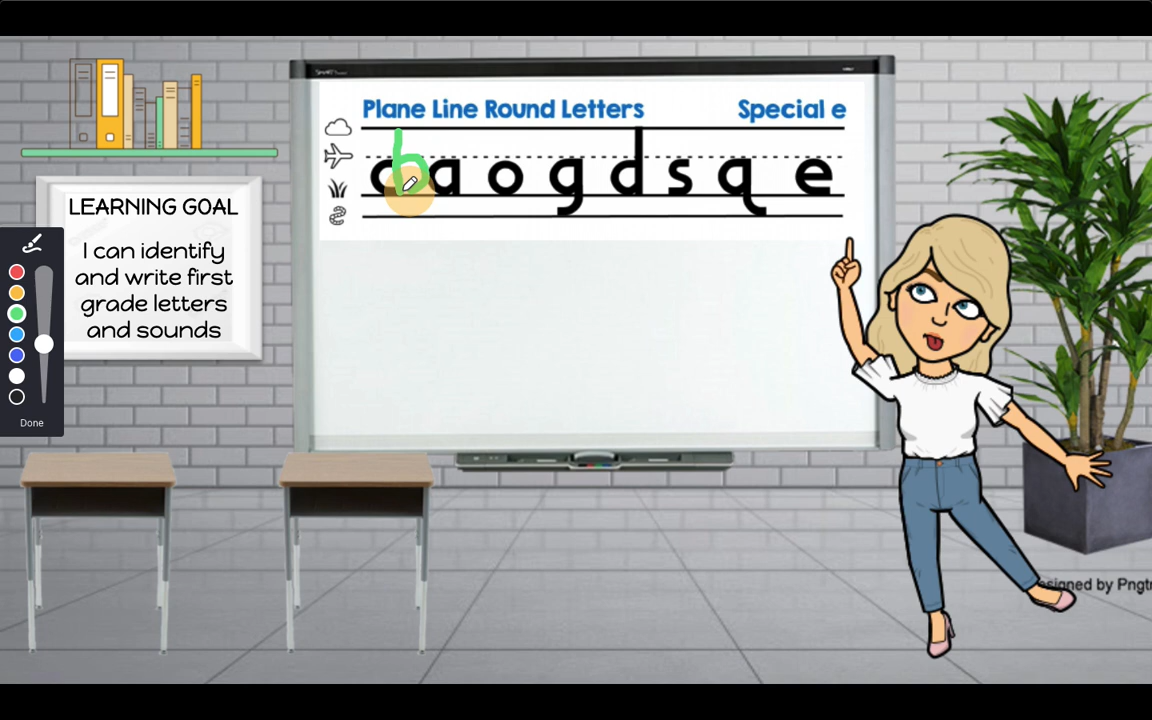 Plane Line Round Letters Special e
c b a o g d s q e
LEARNING GOAL
I can identify
and write first
grade letters
and sounds
Done
esigned by Pngtr